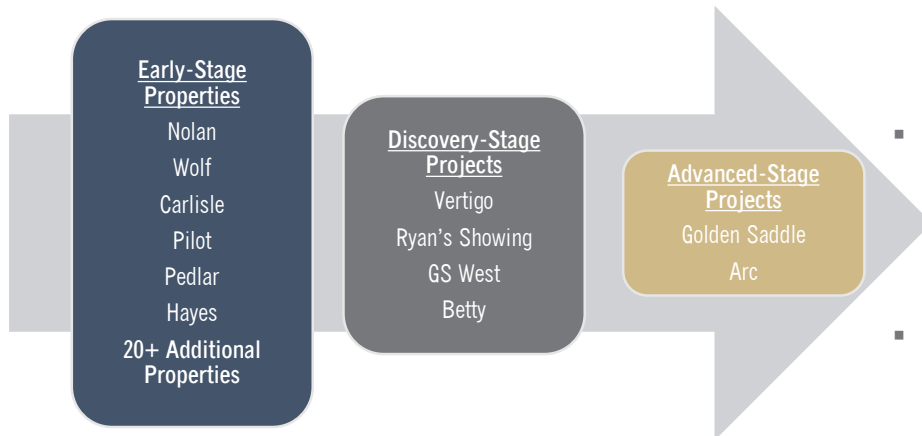 Early-Stage
Properties
Nolan
Wolf
Carlisle
Pilot
Pedlar
Hayes
20+ Additional
Properties
Discovery-Stage
Projects
Vertigo
Ryan’s Showing
GS West
Betty
Advanced-Stage
Projects
Golden Saddle
Arc